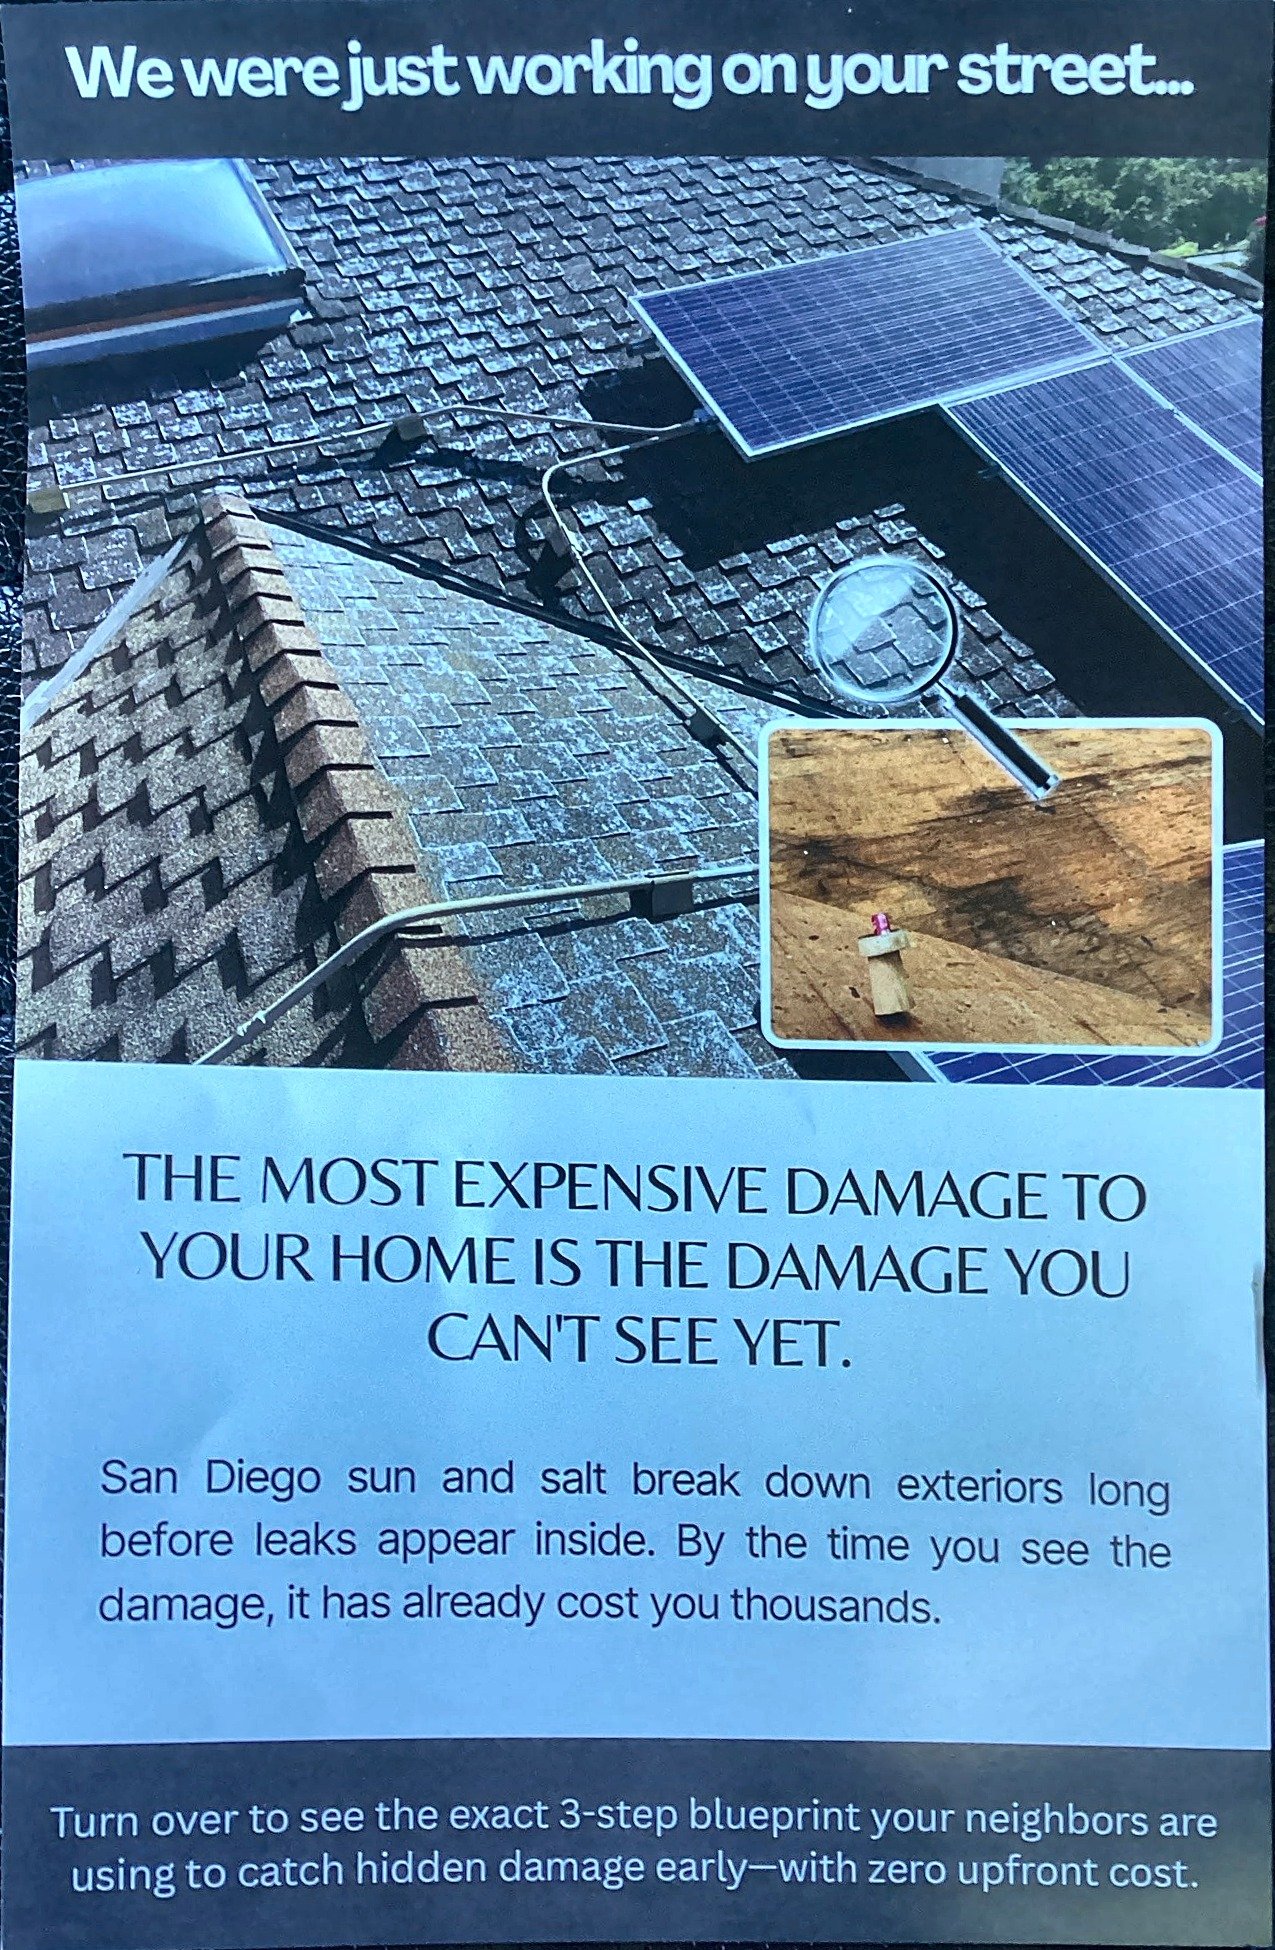 We were just working on your street...
THE MOST EXPENSIVE DAMAGE TO
YOUR HOME IS THE DAMAGE YOU
CAN'T SEE YET.
San Diego sun and salt break down exteriors long
before leaks appear inside. By the time you see the
damage, it has already cost you thousands.
Turn over to see the exact 3-step blueprint your neighbors are
using to catch hidden damage early—with zero upfront cost.